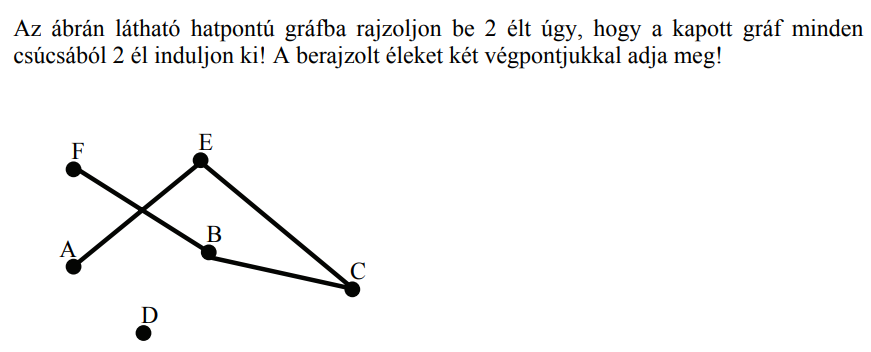 Az ábrán látható hatpontú gráfba rajzoljon be 2 élt úgy, hogy a kapott gráf minden
csúcsából 2 él induljon ki! A berajzolt éleket két végpontjukkal adja meg!
F
E
B
A
C
D